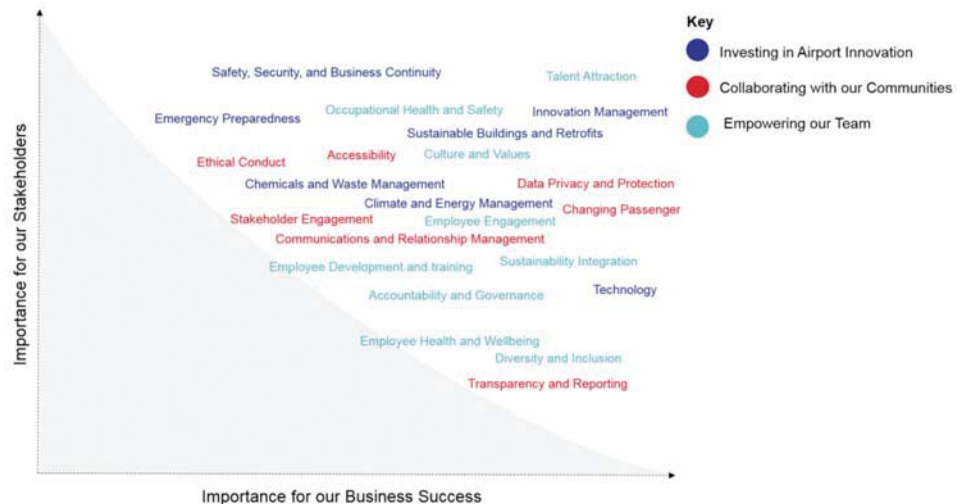 Key
Investing in Airport Innovation
Collaborating with our Communities
Empowering our Team
Importance for our Stakeholders
Safety, Security, and Business Continuity
Talent Attraction
Occupational Health and Safety
Innovation Management
Emergency Preparedness
Sustainable Buildings and Retrofits
Ethical Conduct
Accessibility
Culture and Values
Chemicals and Waste Management
Data Privacy and Protection
Climate and Energy Management
Changing Passenger
Stakeholder Engagement
Employee Engagement
Communications and Relationship Management
Employee Development and training
Sustainability Integration
Accountability and Governance
Technology
Employee Health and Wellbeing
Diversity and Inclusion
Transparency and Reporting
Importance for our Business Success